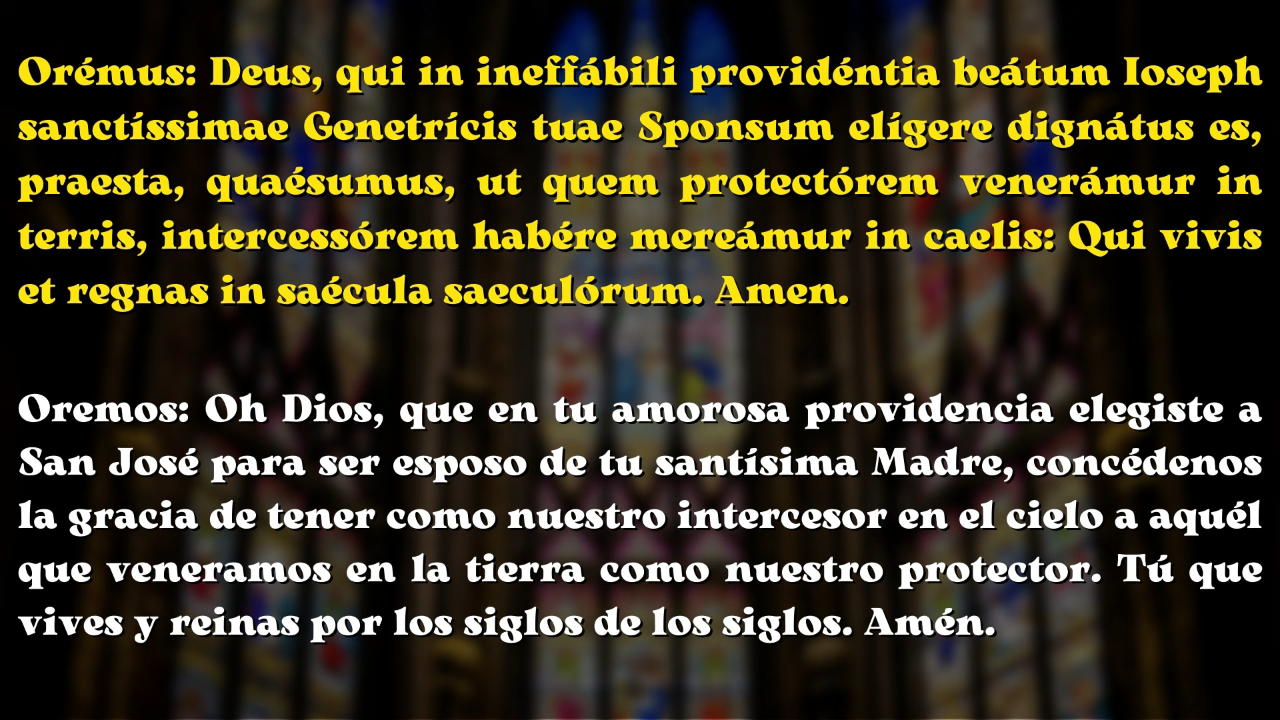 Orémus: Deus, qui in ineffábili providéntia beátum Ioseph
sanctíssimae Genetrícis tuae Sponsum elígere dignátus es,
praesta, quaésumus, ut quem protectórem venerámur in
terris, intercessórem habére mereámur in caelis: Qui vivis
et regnas in saécula saeculórum. Amen.
Oremos: Oh Dios, que en tu amorosa providencia elegiste a
San José para ser esposo de tu santísima Madre, concédenos
la gracia de tener como nuestro intercesor en el cielo a aquél
que veneramos en la tierra como nuestro protector. Tú que
vives y reinas por los siglos de los siglos. Amén.